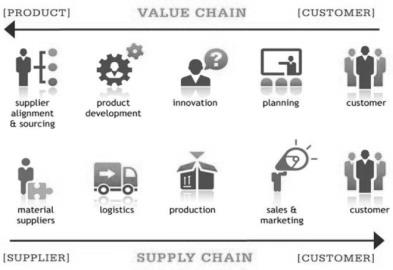 [PRODUCT] VALUE CHAIN [CUSTOMER]
supplier alignment & sourcing
product development
innovation
planning
customer
material suppliers
logistics
production
sales & marketing
customer
[SUPPLIER] SUPPLY CHAIN [CUSTOMER]